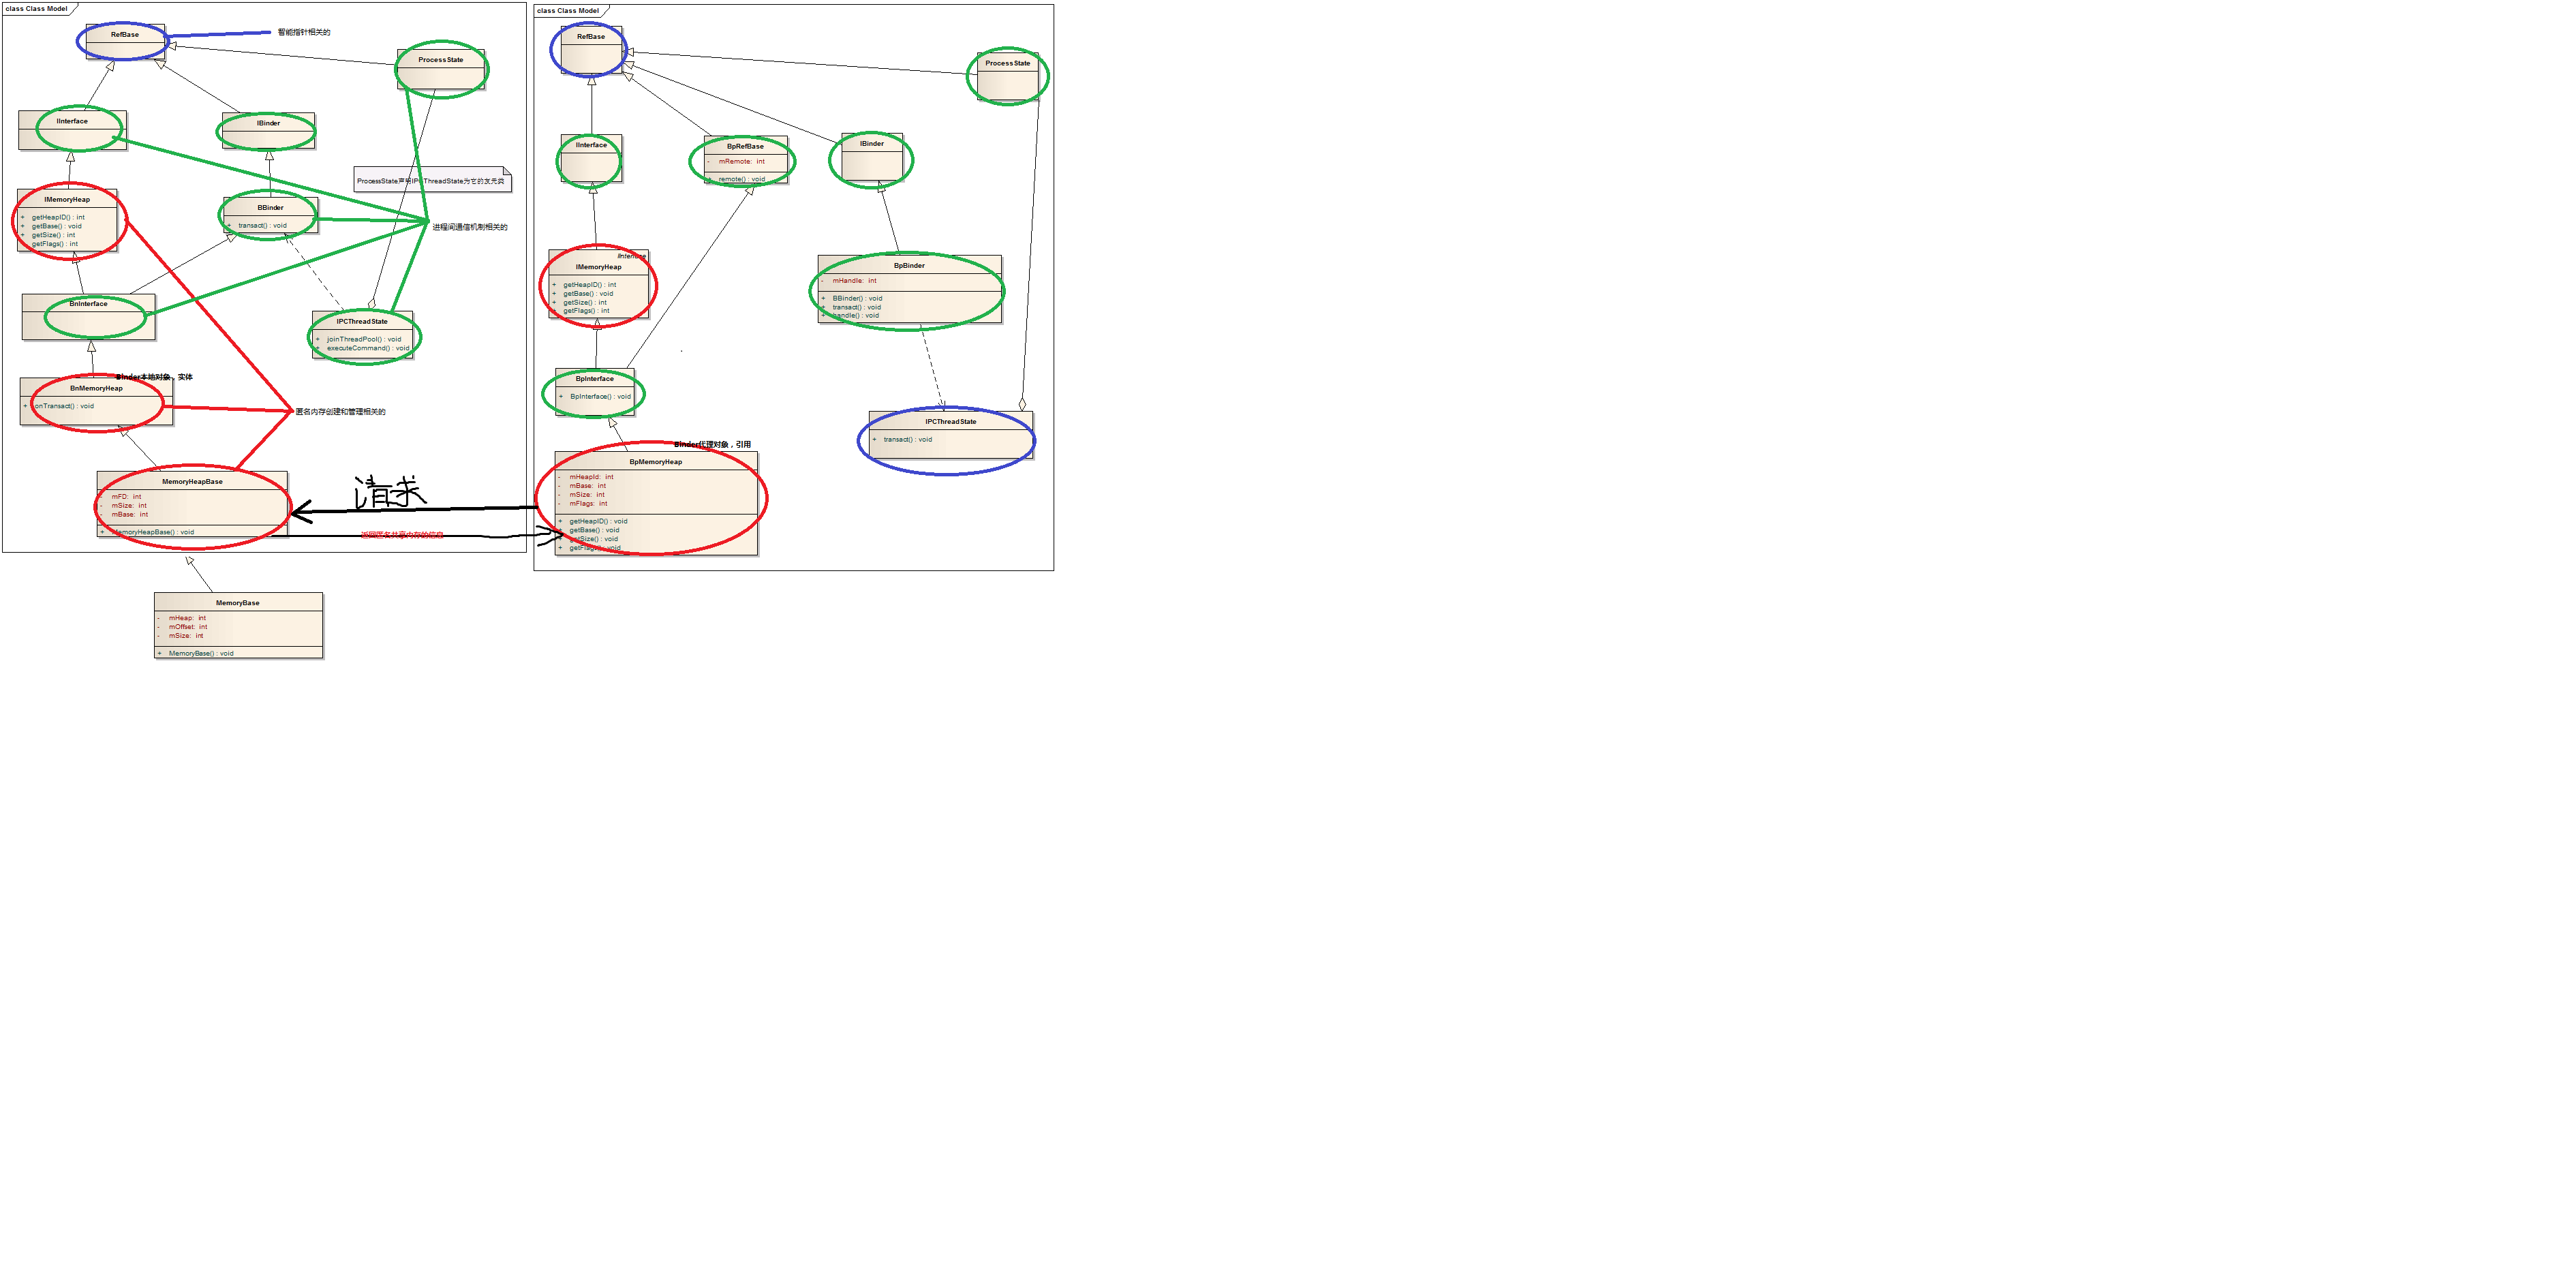 class Class Model
RefBase
智能指针相关的
ProcessState
IInterface
IBinder
ProcessState声明IPCThreadState为它的友元类
IMemoryHeap
+ getHeapID() : int
+ getBase() : void
+ getSize() : int
getFlags() : int
BBinder
+ transact() : void
进程间通信机制相关的
BnInterface
IPCThreadState
+ joinThreadPool() : void
+ executeCommand() : void
Binder本地对象，实体
BnMemoryHeap
+ onTransact() : void
匿名内存创建和管理相关的
MemoryHeapBase
- mFD: int
- mSize: int
- mBase: int
+ MemoryHeapBase() : void
请求
返回匿名共享内存的信息
MemoryBase
- mHeap: int
- mOffset: int
- mSize: int
+ MemoryBase() : void
class Class Model
RefBase
ProcessState
IInterface
BpRefBase
- mRemote: int
+ remote() : void
IBinder
IInterface
IMemoryHeap
+ getHeapID() : int
+ getBase() : void
+ getSize() : int
+ getFlags() : int
BpBinder
- mHandle: int
+ BBinder() : void
+ transact() : void
+ handle() : void
BpInterface
+ BpInterface() : void
IPCThreadState
+ transact() : void
Binder代理对象，引用
BpMemoryHeap
- mHeapId: int
- mBase: int
- mSize: int
- mFlags: int
+ getHeapID() : void
+ getBase() : void
+ getSize() : void
+ getFlags() : void